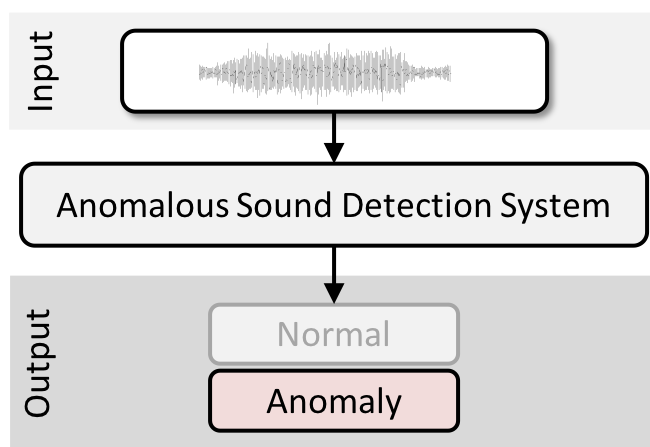 Input
Anomalous Sound Detection System
Output
Normal
Anomaly